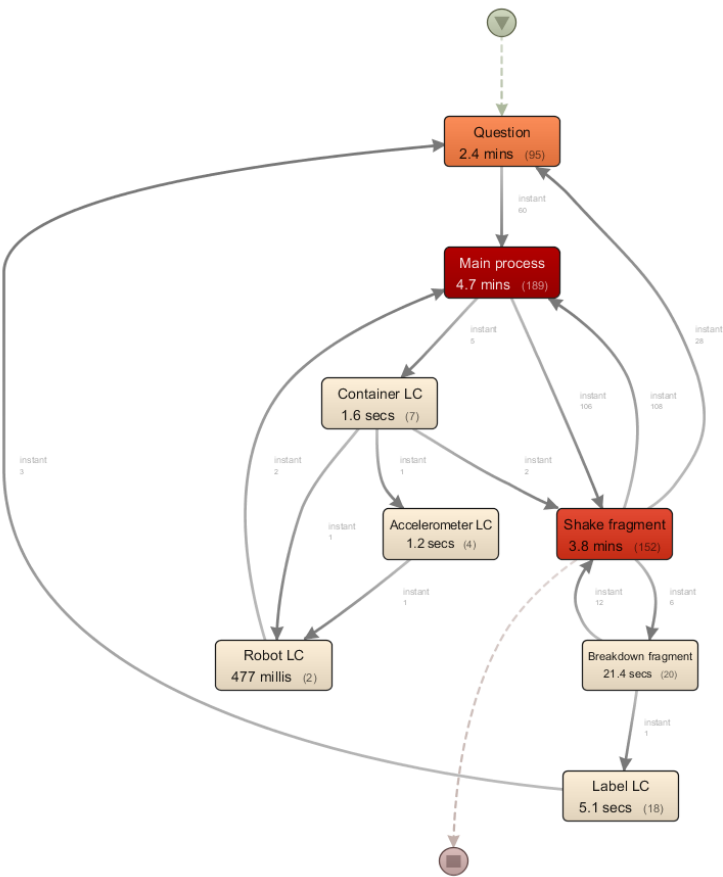 Question
2.4 mins (95)
instant
60
Main process
4.7 mins (189)
instant
5
instant
28
Container LC
1.6 secs (7)
instant
106
instant
108
instant
3
instant
2
instant
1
instant
2
Accelerometer LC
1.2 secs (4)
Shake fragment
3.8 mins (152)
instant
1
instant
1
instant
12
instant
6
Robot LC
477 millis (2)
Breakdown fragment
21.4 secs (20)
instant
1
Label LC
5.1 secs (18)